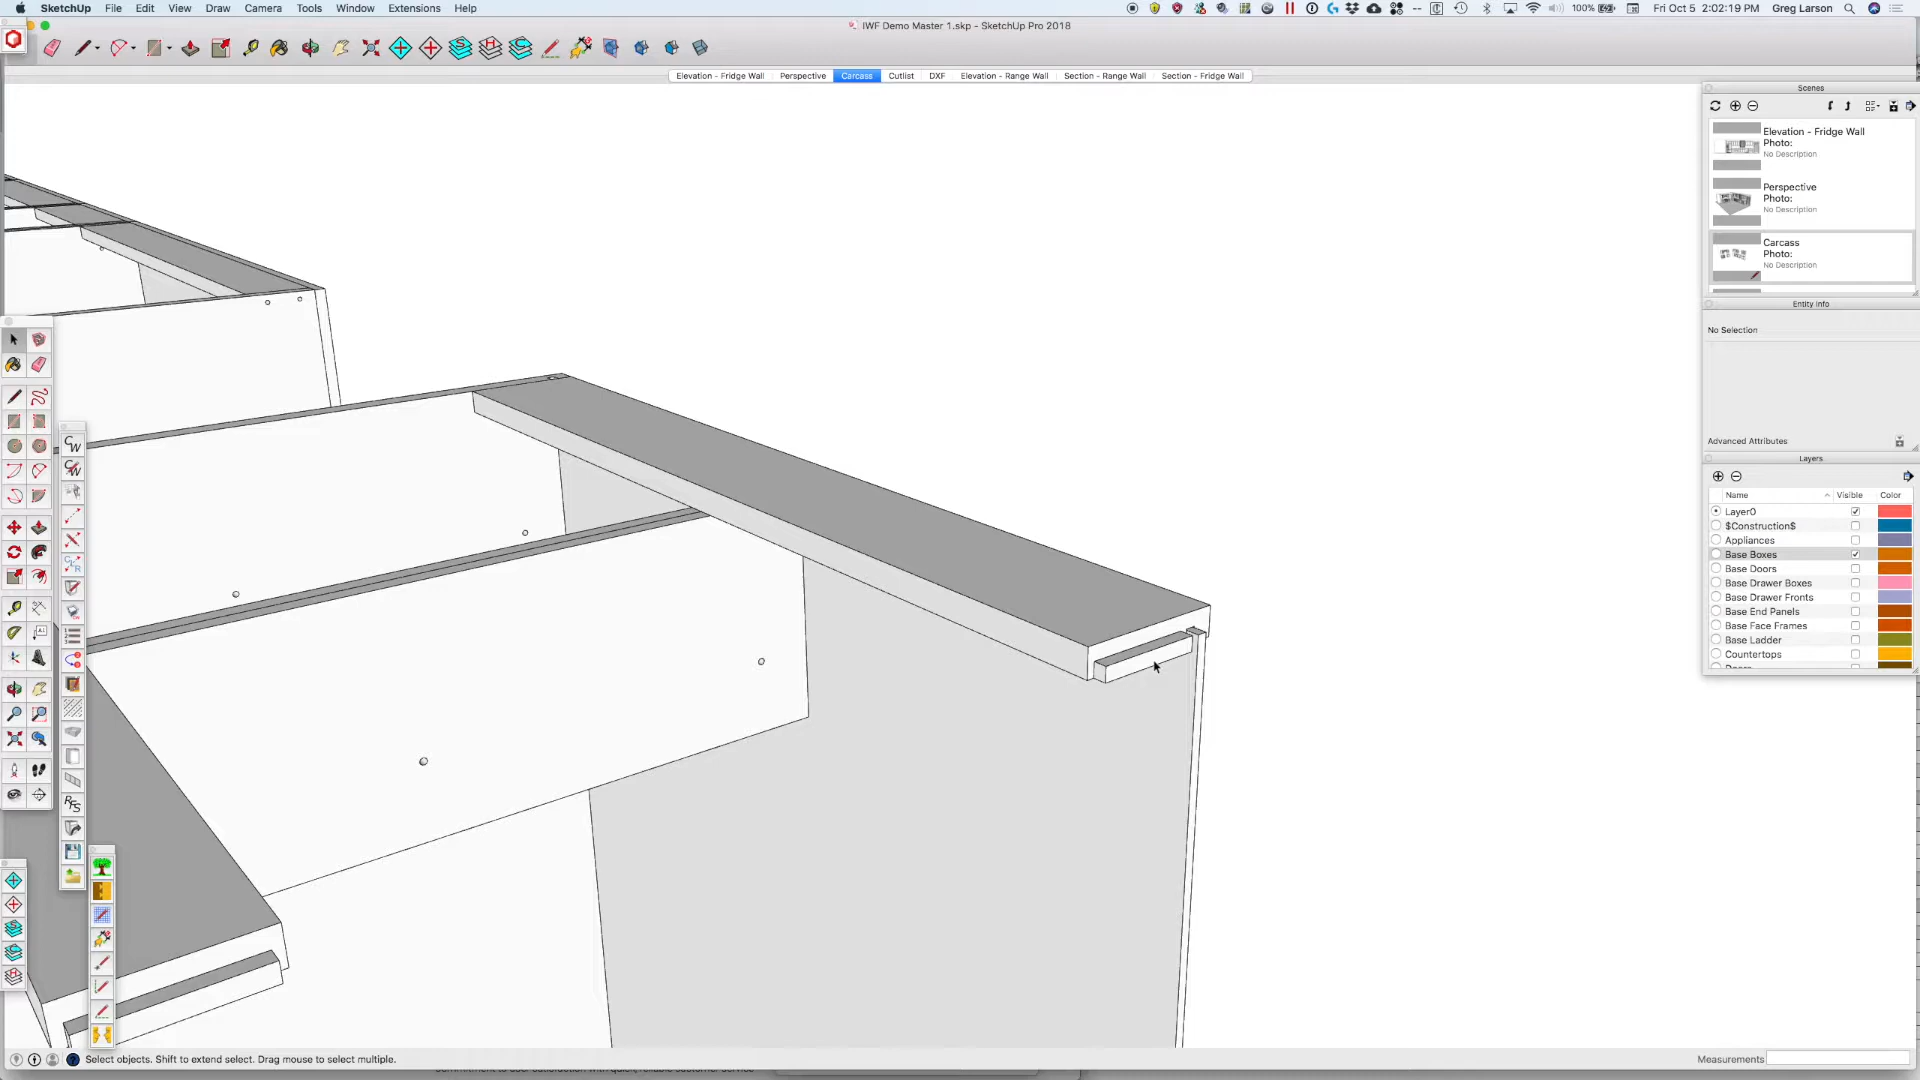 SketchUp File Edit View Draw Camera Tools Window Extensions Help
100% Fri Oct 5 2:02:19 PM Greg Larson
IWF Demo Master 1.skp - SketchUp Pro 2018
Elevation - Fridge Wall Perspective Carcass Cutlist DXF Elevation - Range Wall Section - Range Wall Section - Fridge Wall
Scenes
Elevation - Fridge Wall
Photo:
No Description
Perspective
Photo:
No Description
Carcass
Photo:
No Description
Entity Info
No Selection
Advanced Attributes
Layers
Name Visible Color
Layer0
$Construction$
Appliances
Base Boxes
Base Doors
Base Drawer Boxes
Base Drawer Fronts
Base End Panels
Base Face Frames
Base Ladder
Countertops
CW
CW
CLR
RFS
Select objects. Shift to extend select. Drag mouse to select multiple.
Measurements